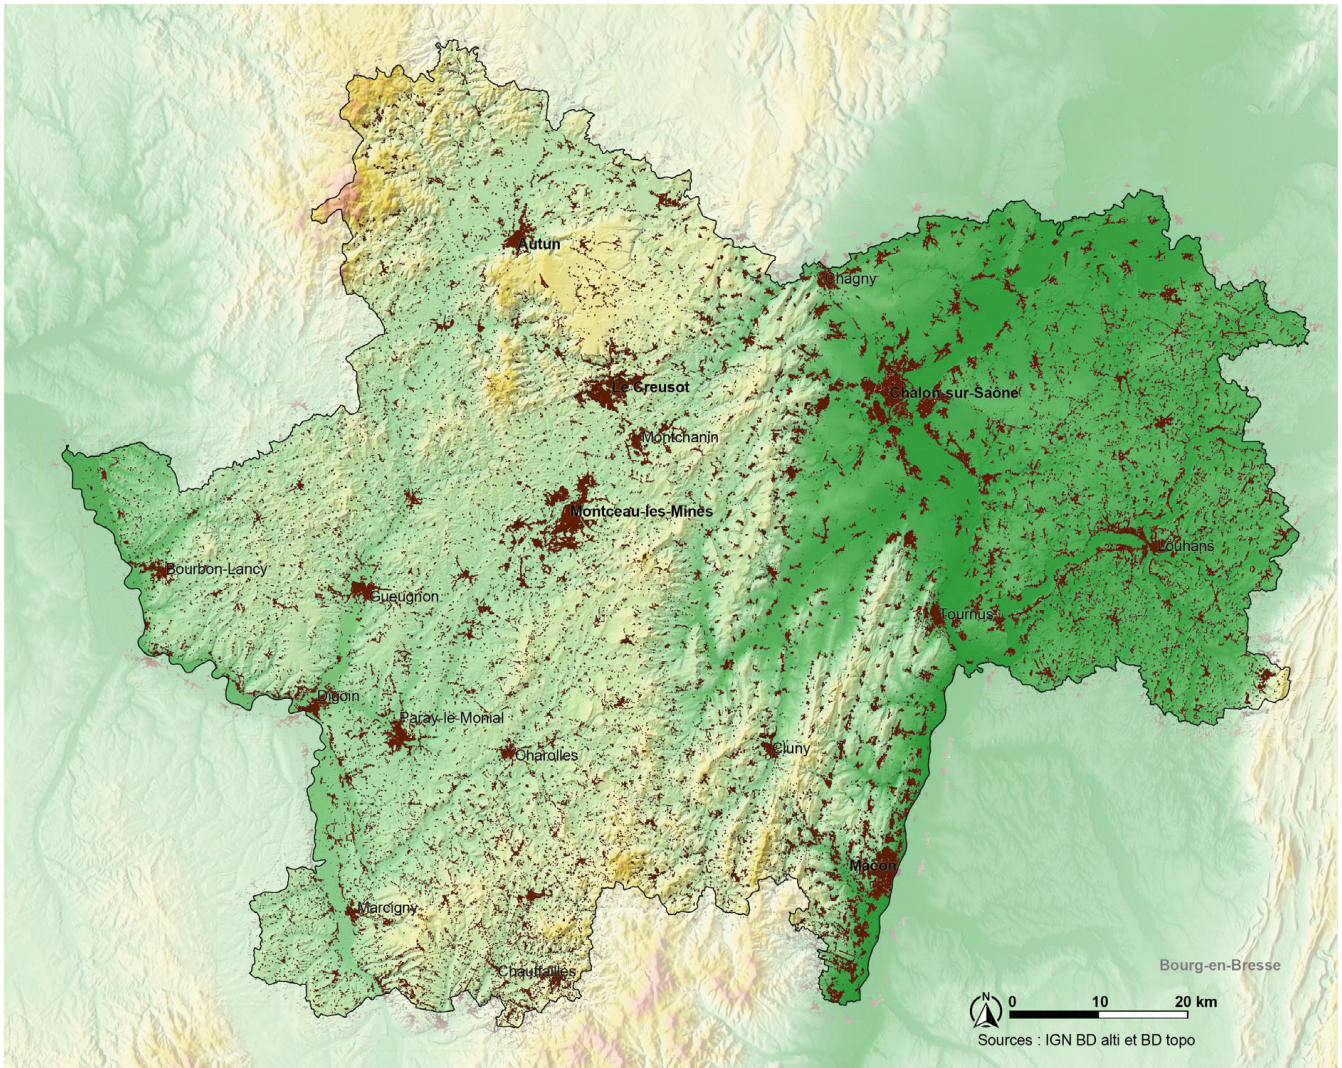 Autun
Chagny
Le Creusot
Chalon-sur-Saône
Montchanin
Montceau-les-Mines
Louhans
Bourbon-Lancy
Gueugnon
Tournus
Digoin
Paray-le-Monial
Cluny
Charolles
Mâcon
Marcigny
Chauffailles
Bourg-en-Bresse
N
0 10 20 km
Sources : IGN BD alti et BD topo